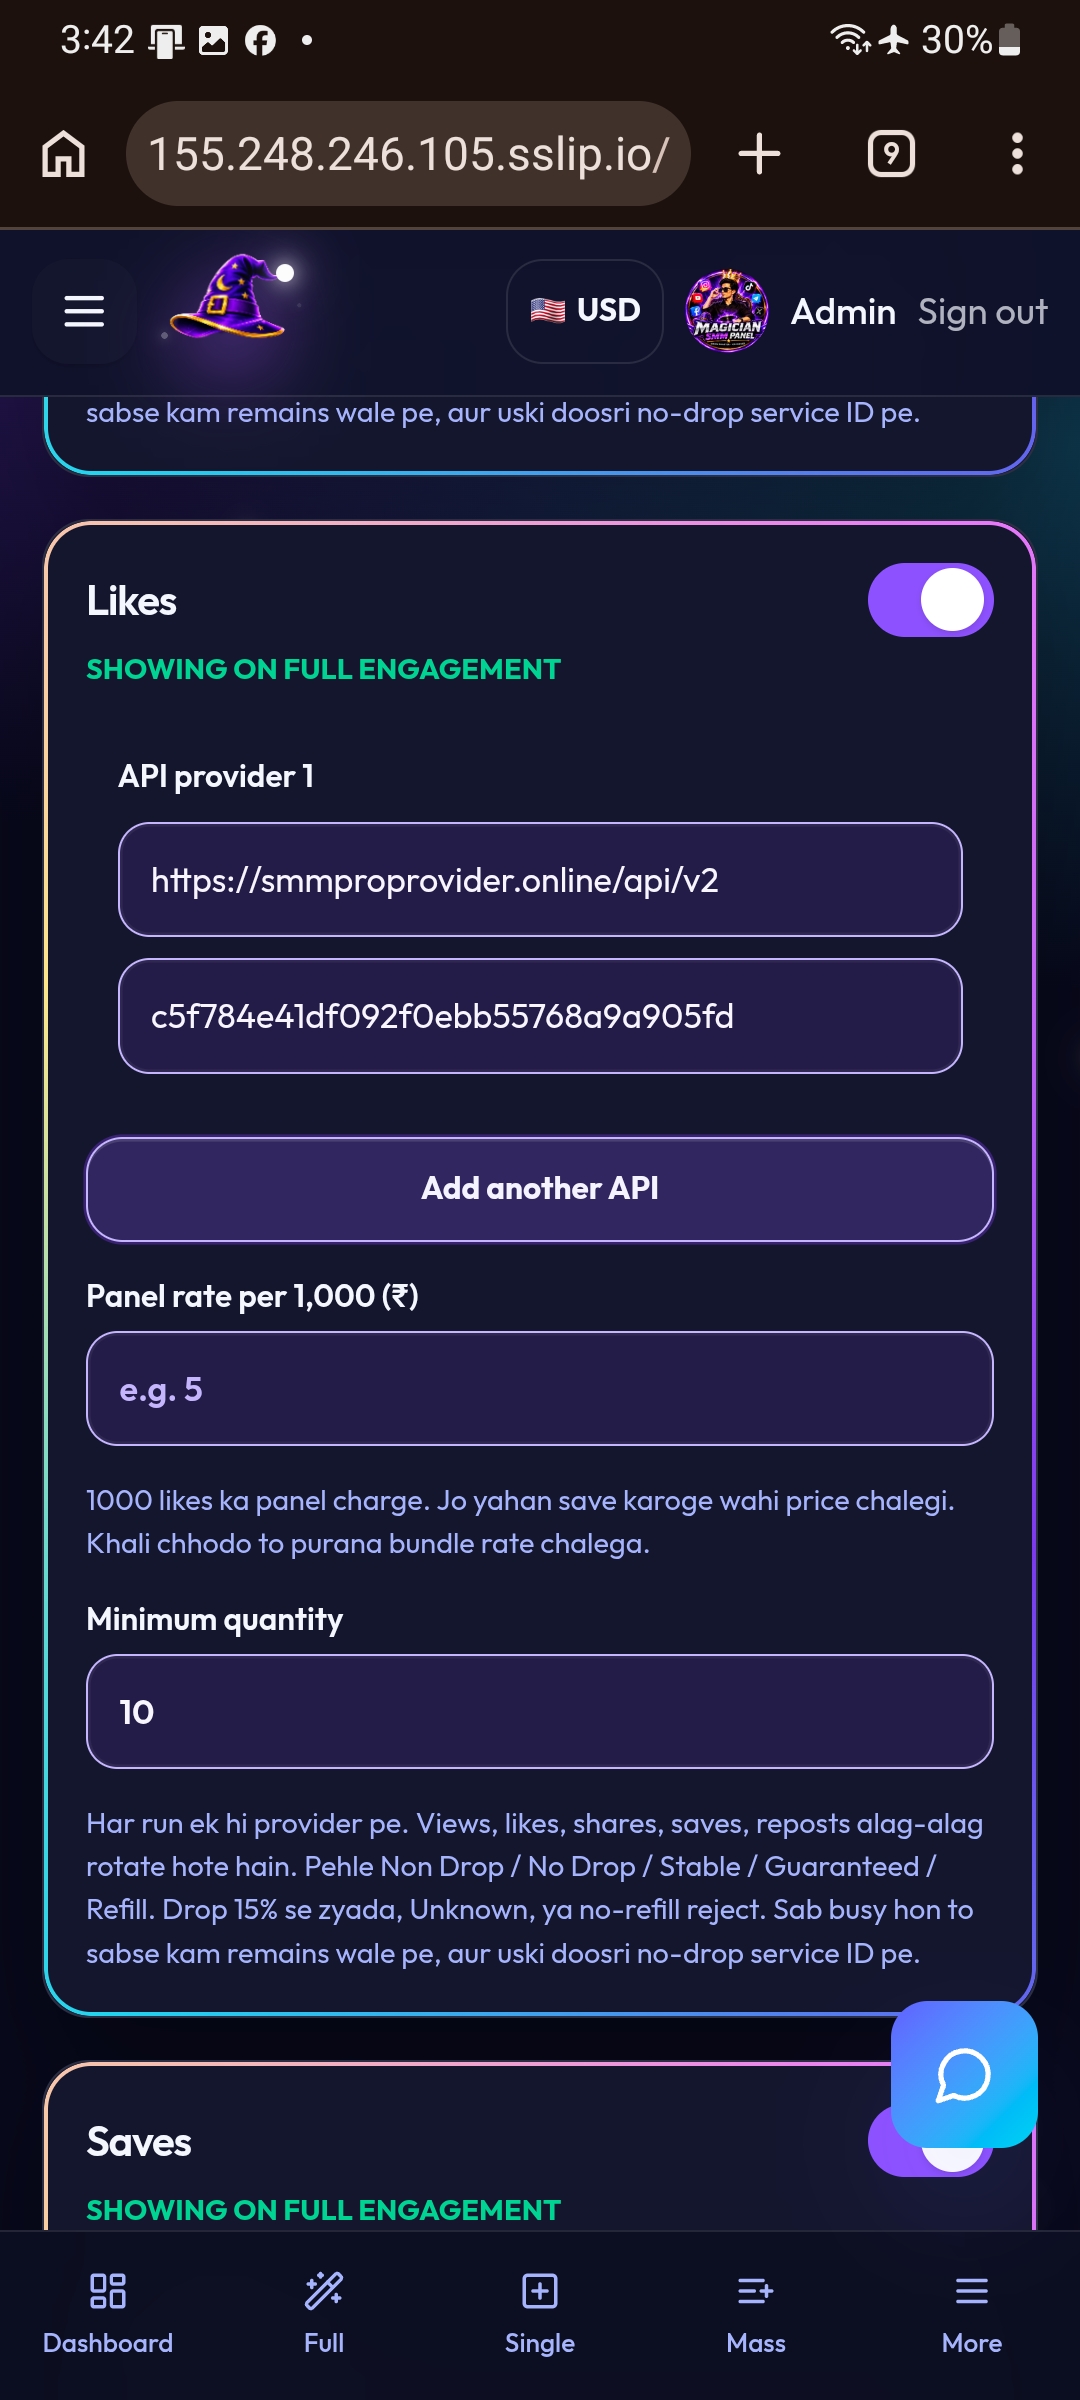 3:42
30%
155.248.246.105.sslip.io/
9
USD
MAGICIAN
SMM PANEL
Admin
Sign out
sabse kam remains wale pe, aur uski doosri no-drop service ID pe.
Likes
SHOWING ON FULL ENGAGEMENT
API provider 1
https://smmproprovider.online/api/v2
c5f784e41df092f0ebb55768a9a905fd
Add another API
Panel rate per 1,000 (₹)
e.g. 5
1000 likes ka panel charge. Jo yahan save karoge wahi price chalegi.
Khali chhodo to purana bundle rate chalega.
Minimum quantity
10
Har run ek hi provider pe. Views, likes, shares, saves, reposts alag-alag
rotate hote hain. Pehle Non Drop / No Drop / Stable / Guaranteed /
Refill. Drop 15% se zyada, Unknown, ya no-refill reject. Sab busy hon to
sabse kam remains wale pe, aur uski doosri no-drop service ID pe.
Saves
SHOWING ON FULL ENGAGEMENT
Dashboard
Full
Single
Mass
More